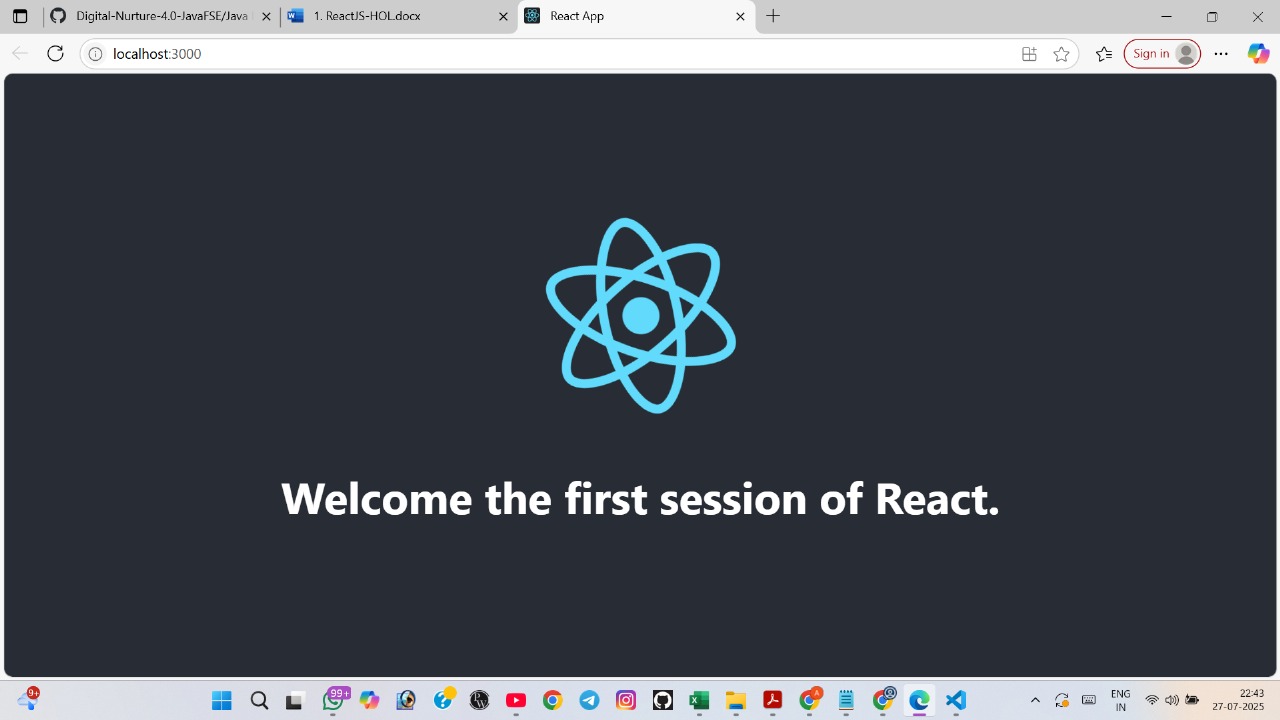 Digital-Nurture-4.0-JavaFSE/Java
1. ReactJS-HOL.docx
React App
localhost:3000
Sign in
Welcome the first session of React.
9+
99+
A
ENG
IN
22:43
27-07-2025